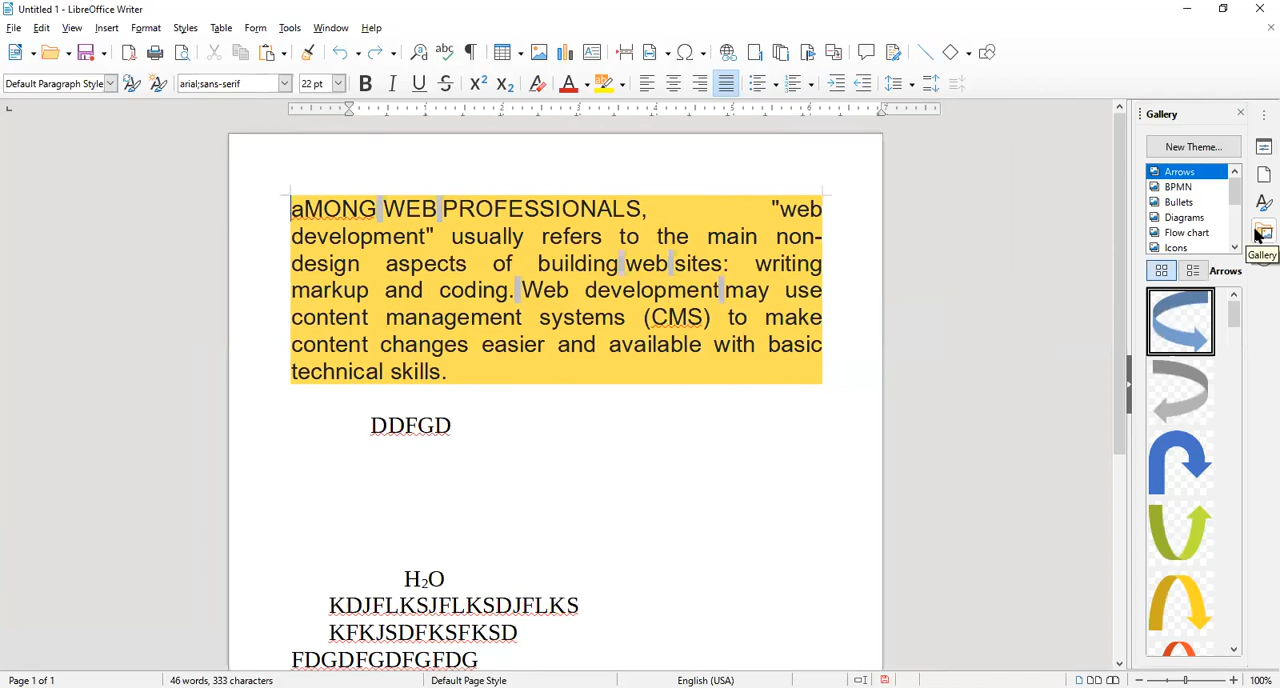 Untitled 1 - LibreOffice Writer
File Edit View Insert Format Styles Table Form Tools Window Help
Default Paragraph Style arial;sans-serif 22 pt
Gallery
New Theme...
Arrows
BPMN
Bullets
Diagrams
Flow chart
Icons
Gallery
Arrows
aMONG WEB PROFESSIONALS, "web
development" usually refers to the main non-
design aspects of building web sites: writing
markup and coding. Web development may use
content management systems (CMS) to make
content changes easier and available with basic
technical skills.
DDFGD
H₂O
KDJFLKSJFLKSDJFLKS
KFKJSDFKSFKSD
FDGDFGDFGFDG
Page 1 of 1 46 words, 333 characters Default Page Style English (USA) 100%